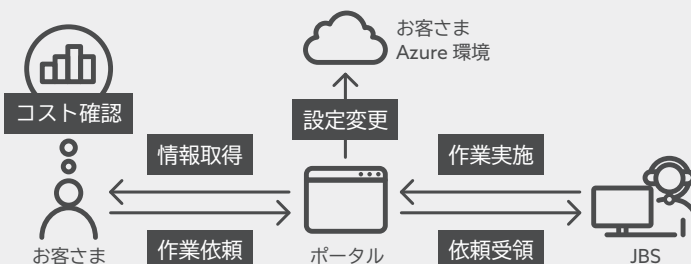 お客さま
Azure 環境
コスト確認
設定変更
情報取得
作業実施
作業依頼
依頼受領
お客さま
ポータル
JBS